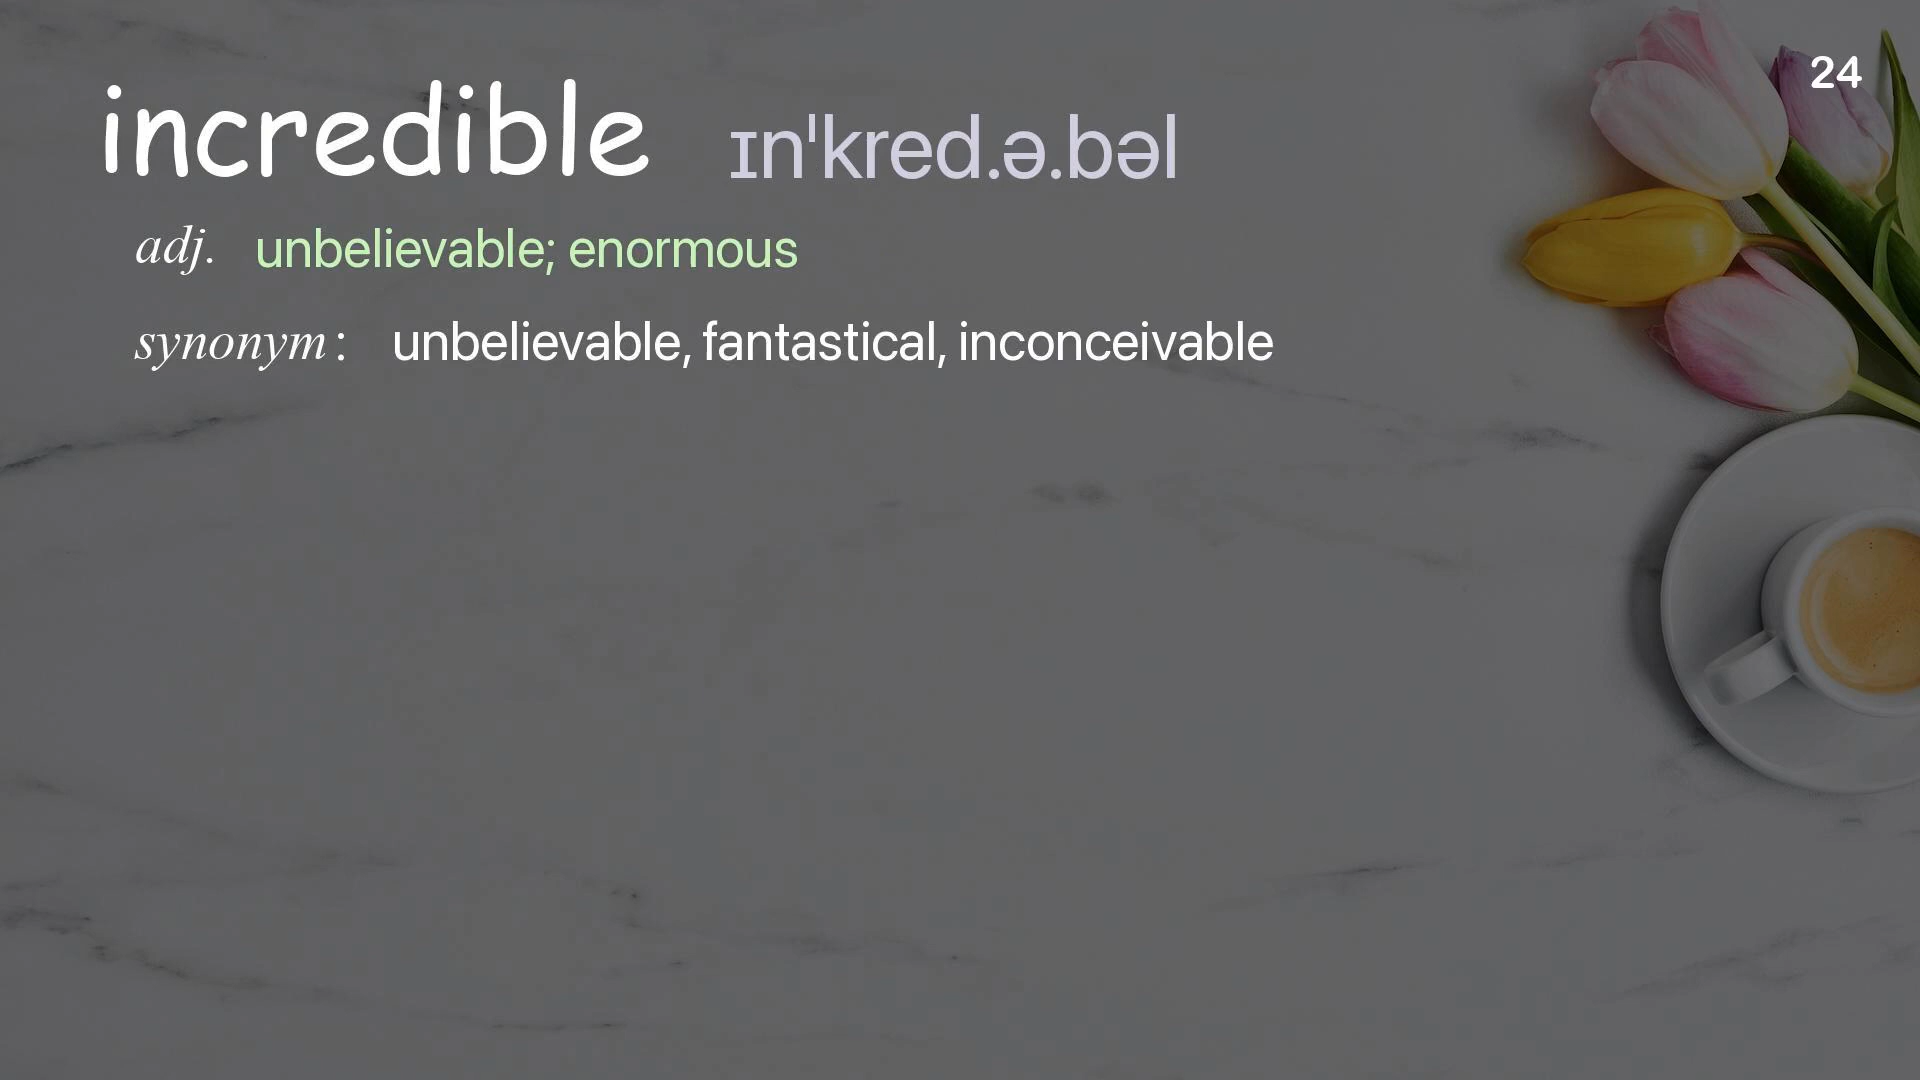 24
incredible ɪnˈkred.ə.bəl
adj. unbelievable; enormous
synonym : unbelievable, fantastical, inconceivable